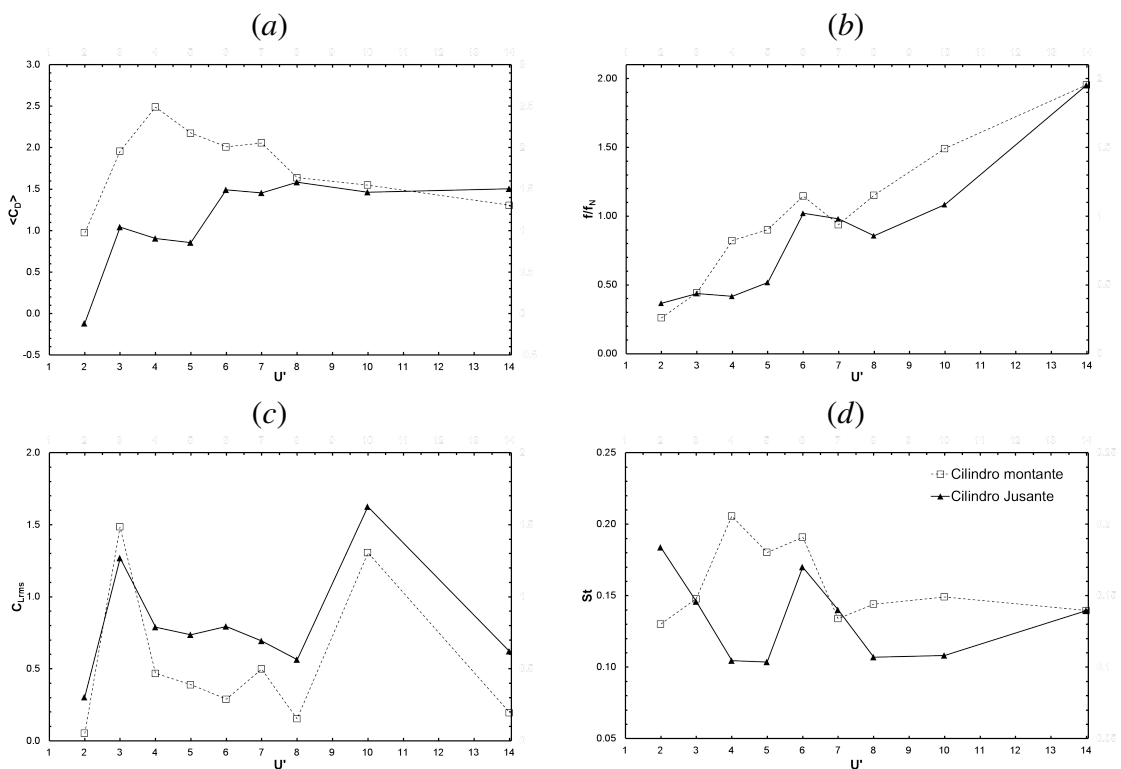 (a)
3.0
2.5
2.0
1.5
1.0
0.5
0.0
-0.5
<C_D>
1 2 3 4 5 6 7 8 9 10 11 12 13 14
U'
(b)
2.00
1.50
1.00
0.50
0.00
f/f_N
1 2 3 4 5 6 7 8 9 10 11 12 13 14
U'
(c)
2.0
1.5
1.0
0.5
0.0
C_Lrms
1 2 3 4 5 6 7 8 9 10 11 12 13 14
U'
(d)
0.25
0.20
0.15
0.10
0.05
St
Cilindro montante
Cilindro Jusante
1 2 3 4 5 6 7 8 9 10 11 12 13 14
U'